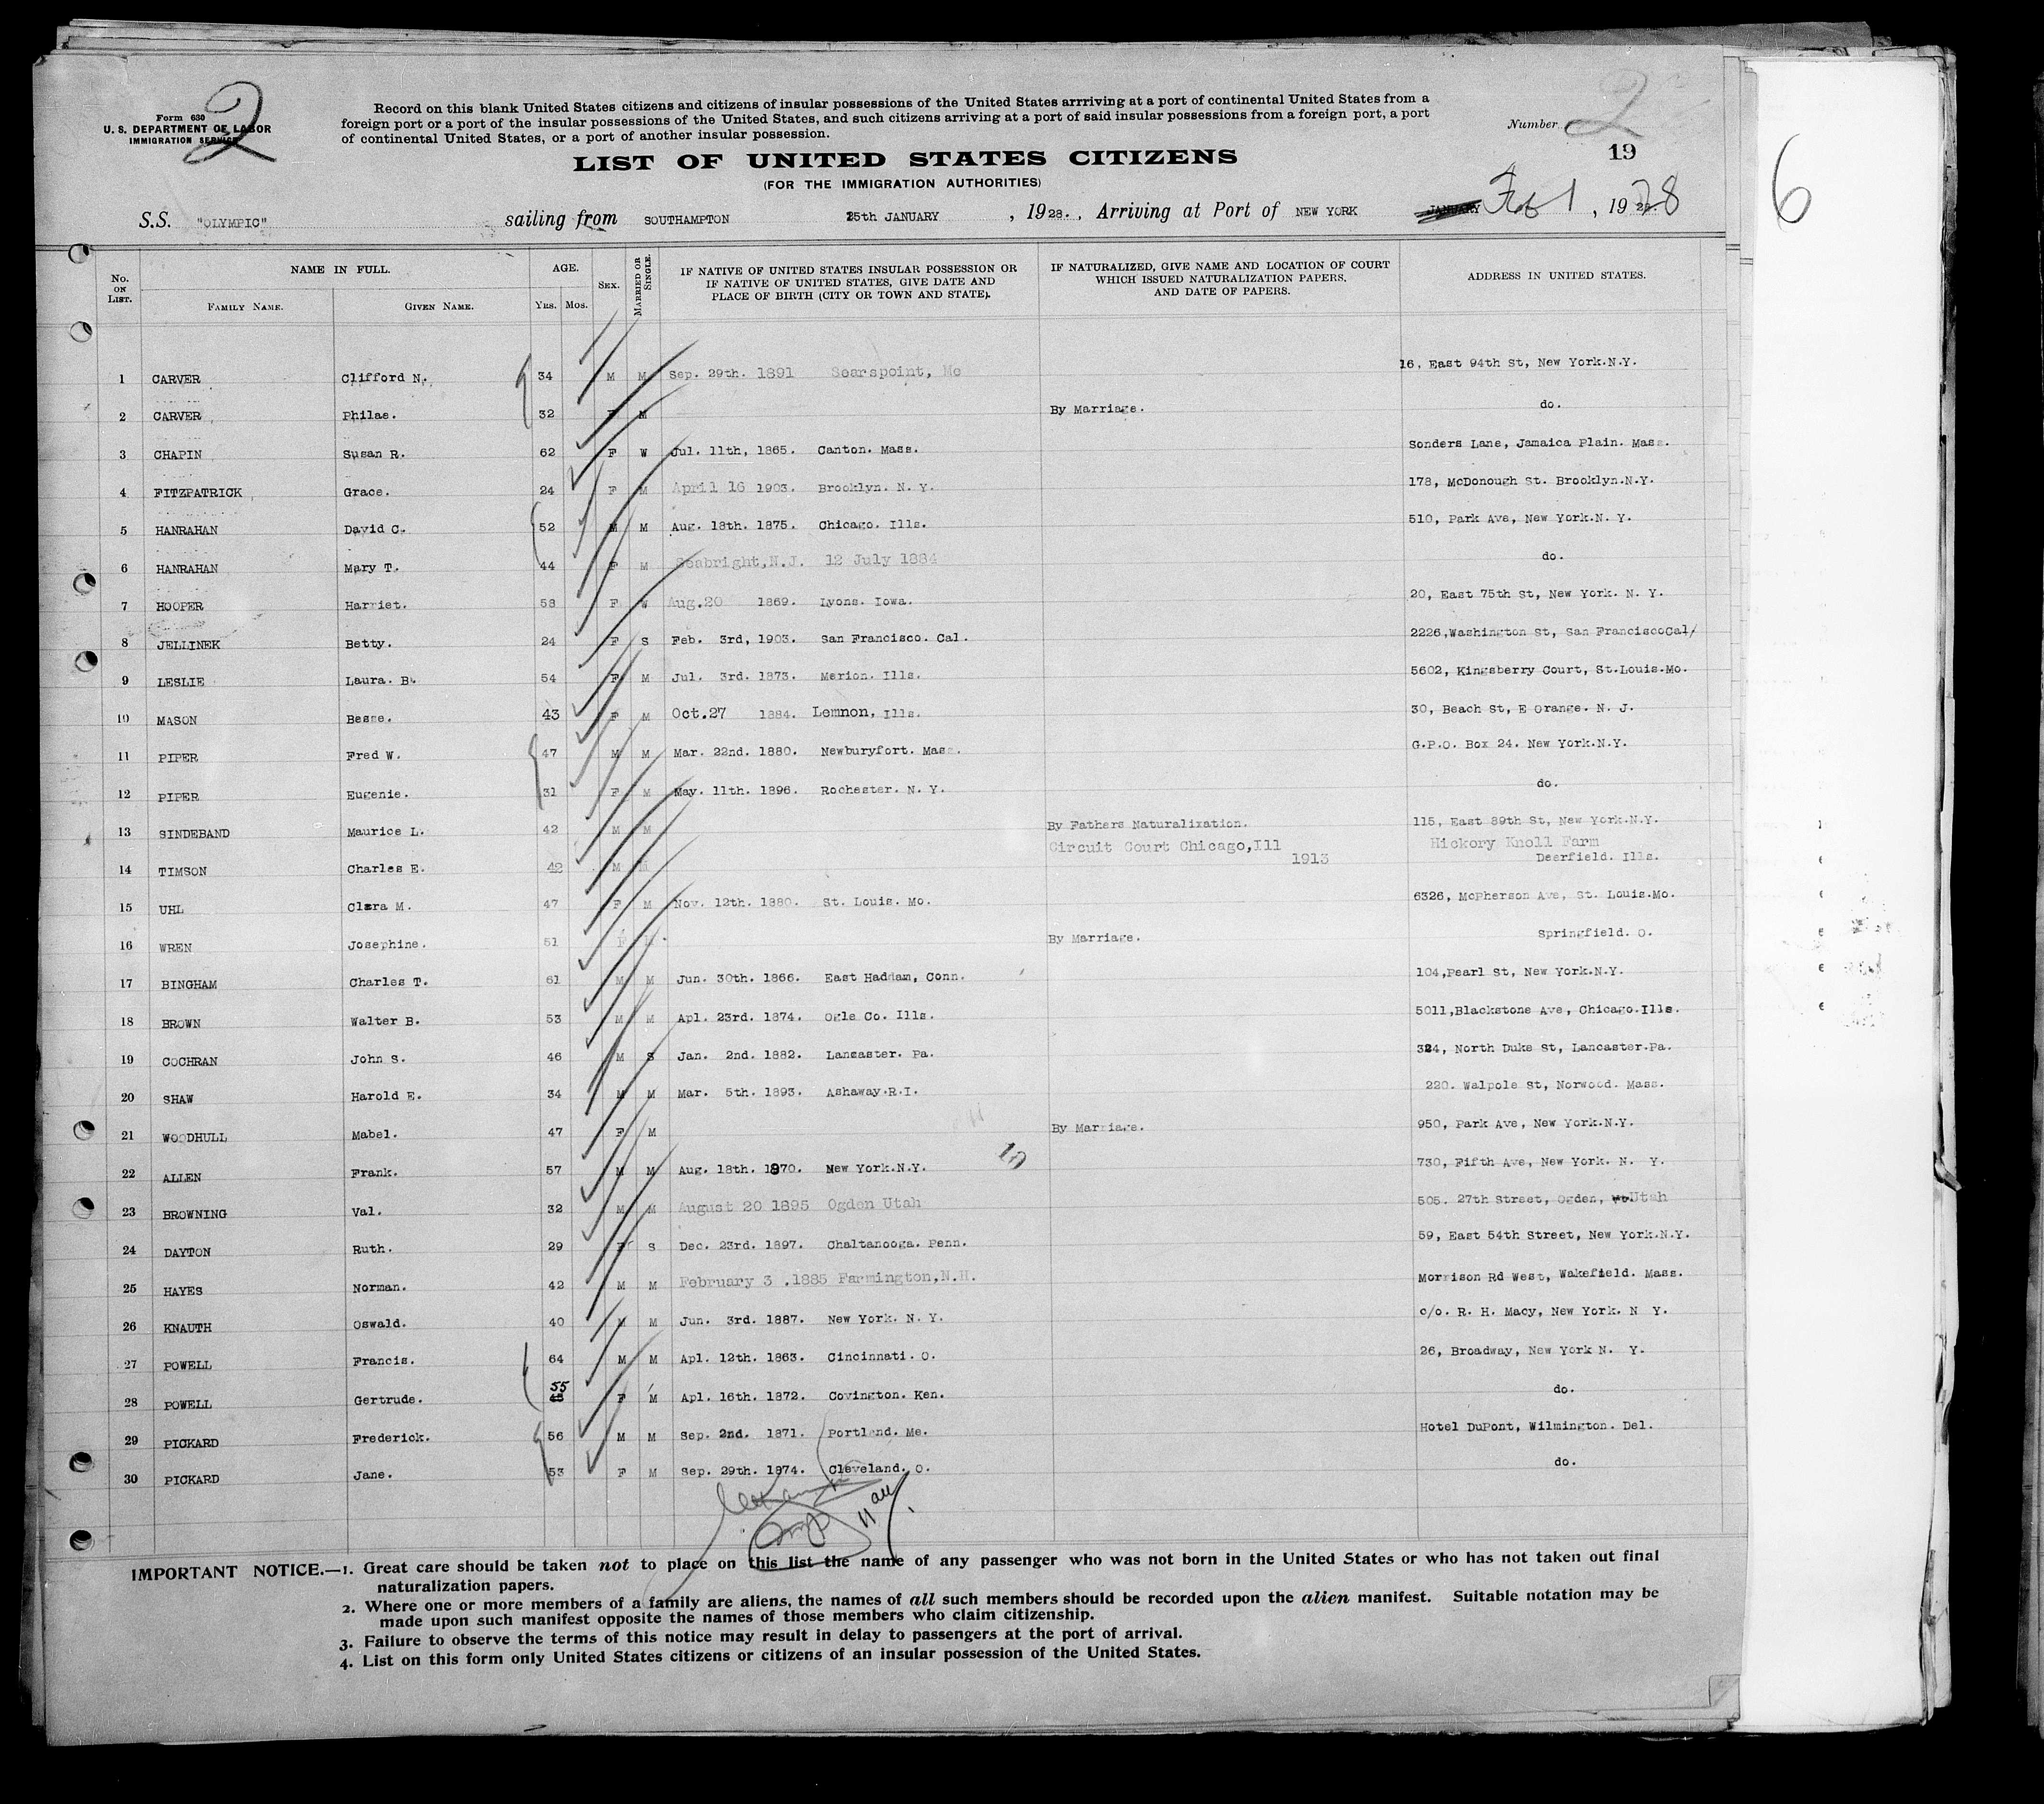 Form 630
U. S. DEPARTMENT OF LABOR
IMMIGRATION SERVICE
2
Record on this blank United States citizens and citizens of insular possessions of the United States arrriving at a port of continental United States from a
foreign port or a port of the insular possessions of the United States, and such citizens arriving at a port of said insular possessions from a foreign port, a port
of continental United States, or a port of another insular possession.
Number 2
19
6
LIST OF UNITED STATES CITIZENS
(FOR THE IMMIGRATION AUTHORITIES)
S.S. "OLYMPIC" sailing from SOUTHAMPTON 25th JANUARY, 1928., Arriving at Port of NEW YORK JANUARY Feb 1, 1928
No. ON LIST. NAME IN FULL. FAMILY NAME. GIVEN NAME. AGE. YRS. MOS. SEX. MARRIED OR SINGLE. IF NATIVE OF UNITED STATES INSULAR POSSESSION OR IF NATIVE OF UNITED STATES, GIVE DATE AND PLACE OF BIRTH (CITY OR TOWN AND STATE). IF NATURALIZED, GIVE NAME AND LOCATION OF COURT WHICH ISSUED NATURALIZATION PAPERS, AND DATE OF PAPERS. ADDRESS IN UNITED STATES.
1 CARVER Clifford N. 34 M M Sep. 29th. 1891 Searspoint, Me 16, East 94th St, New York.N.Y.
2 CARVER Philae. 32 F M By Marriage. do.
3 CHAPIN Susan R. 62 F W Jul. 11th, 1865. Canton. Mass. Sonders Lane, Jamaica Plain. Mass.
4 FITZPATRICK Grace. 24 F M April 16 1903. Brooklyn. N. Y. 178, McDonough St. Brooklyn.N.Y.
5 HANRAHAN David C. 52 M M Aug. 18th. 1875. Chicago. Ills. 510, Park Ave, New York.N. Y.
6 HANRAHAN Mary T. 44 F M Seabright,N.J. 12 July 1884 do.
7 HOOPER Harriet. 58 F W Aug.20 1869. Lyons. Iowa. 20, East 75th St, New York. N. Y.
8 JELLINEK Betty. 24 F S Feb. 3rd, 1903. San Francisco. Cal. 2226,Washington St, San FranciscoCal/
9 LESLIE Laura. B. 54 F M Jul. 3rd. 1873. Marion. Ills. 5602, Kingsberry Court, St.Louis.Mo.
10 MASON Besse. 43 F M Oct.27 1884. Lemnon, Ills. 30, Beach St, E Orange. N. J.
11 PIPER Fred W. 47 M M Mar. 22nd. 1880. Newburyfort. Mass. G.P.O. Box 24. New York.N.Y.
12 PIPER Eugenie. 31 F M May. 11th. 1896. Rochester. N. Y. do.
13 SINDEBAND Maurice L. 42 M M By Fathers Naturalization. 115, East 89th St, New York.N.Y.
14 TIMSON Charles E. 42 M M Circuit Court Chicago,Ill 1913 Hickory Knoll Farm Deerfield. Ills.
15 UHL Clara M. 47 F M Nov. 12th. 1880. St. Louis. Mo. 6326, McPherson Ave, St. Louis.Mo.
16 WREN Josephine. 51 F M By Marriage. Springfield. O.
17 BINGHAM Charles T. 61 M M Jun. 30th. 1866. East Haddam, Conn. 104,Pearl St, New York.N.Y.
18 BROWN Walter B. 53 M M Apl. 23rd. 1874. Ogle Co. Ills. 5011,Blackstone Ave, Chicago.Ills.
19 COCHRAN John S. 46 M S Jan. 2nd. 1882. Lancaster. Pa. 324, North Duke St, Lancaster.Pa.
20 SHAW Harold E. 34 M M Mar. 5th. 1893. Ashaway.R.I. 220. Walpole St, Norwood. Mass.
21 WOODHULL Mabel. 47 F M By Marriage. 950, Park Ave, New York.N.Y.
22 ALLEN Frank. 57 M M Aug. 18th. 1870. New York.N.Y. 730, Fifth Ave, New York. N. Y.
23 BROWNING Val. 32 M M August 20 1895 Ogden Utah 505. 27th Street, Ogden, Utah
24 DAYTON Ruth. 29 F S Dec. 23rd. 1897. Chaltanooga. Penn. 59, East 54th Street, New York.N.Y.
25 HAYES Norman. 42 M M February 3 ,1885 Farmington,N.H. Morrison Rd West, Wakefield. Mass.
26 KNAUTH Oswald. 40 M M Jun. 3rd. 1887. New York. N. Y. c/o. R. H. Macy, New York. N Y.
27 POWELL Francis. 64 M M Apl. 12th. 1863. Cincinnati. O. 26, Broadway, New York N. Y.
28 POWELL Gertrude. 55 F M Apl. 16th. 1872. Covington. Ken. do.
29 PICKARD Frederick. 56 M M Sep. 2nd. 1871. Portland. Me. Hotel DuPont, Wilmington. Del.
30 PICKARD Jane. 53 F M Sep. 29th. 1874. Cleveland. O. do.
IMPORTANT NOTICE.—1. Great care should be taken not to place on this list the name of any passenger who was not born in the United States or who has not taken out final
naturalization papers.
2. Where one or more members of a family are aliens, the names of all such members should be recorded upon the alien manifest. Suitable notation may be
made upon such manifest opposite the names of those members who claim citizenship.
3. Failure to observe the terms of this notice may result in delay to passengers at the port of arrival.
4. List on this form only United States citizens or citizens of an insular possession of the United States.